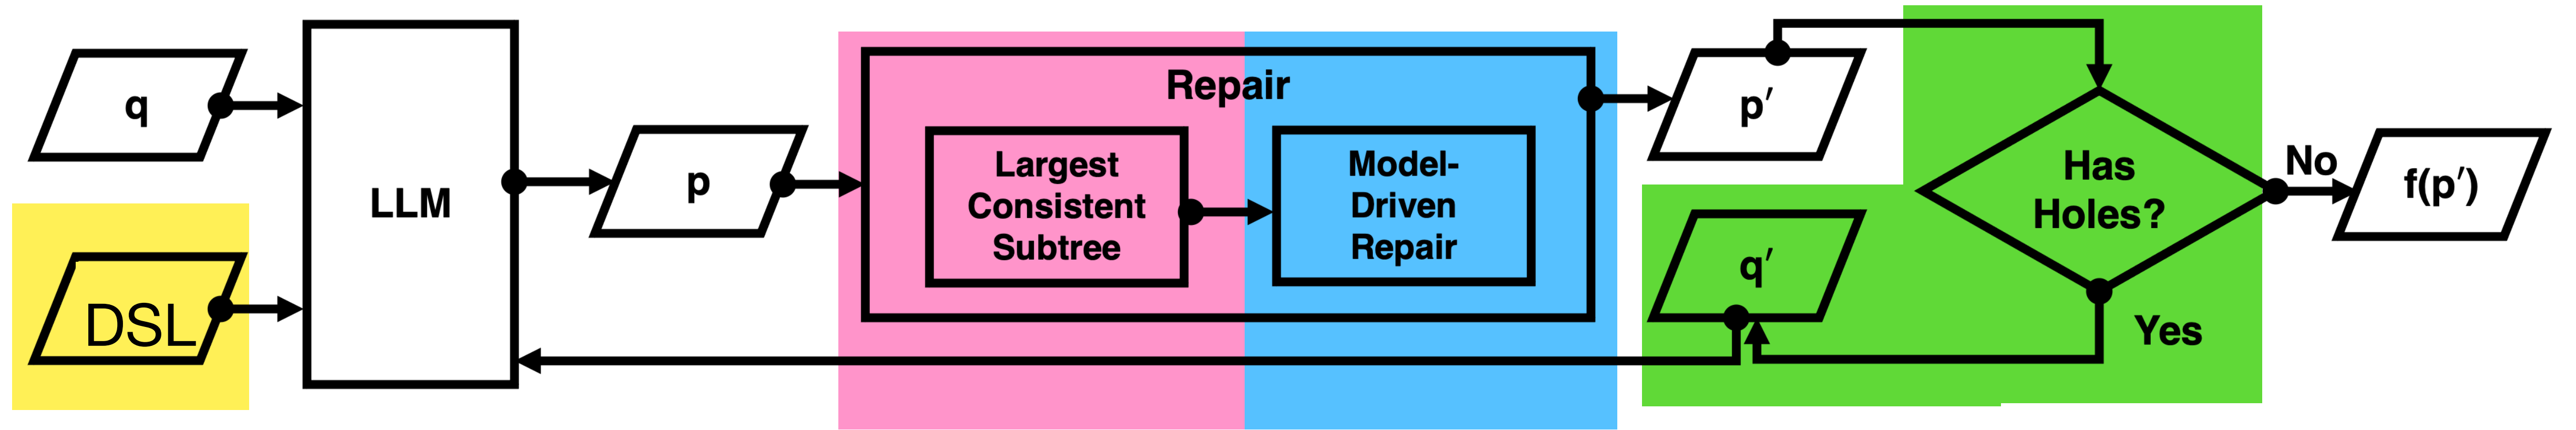 q
DSL
LLM
p
Repair
Largest
Consistent
Subtree
Model-
Driven
Repair
p′
q′
Has
Holes?
Yes
No
f(p′)